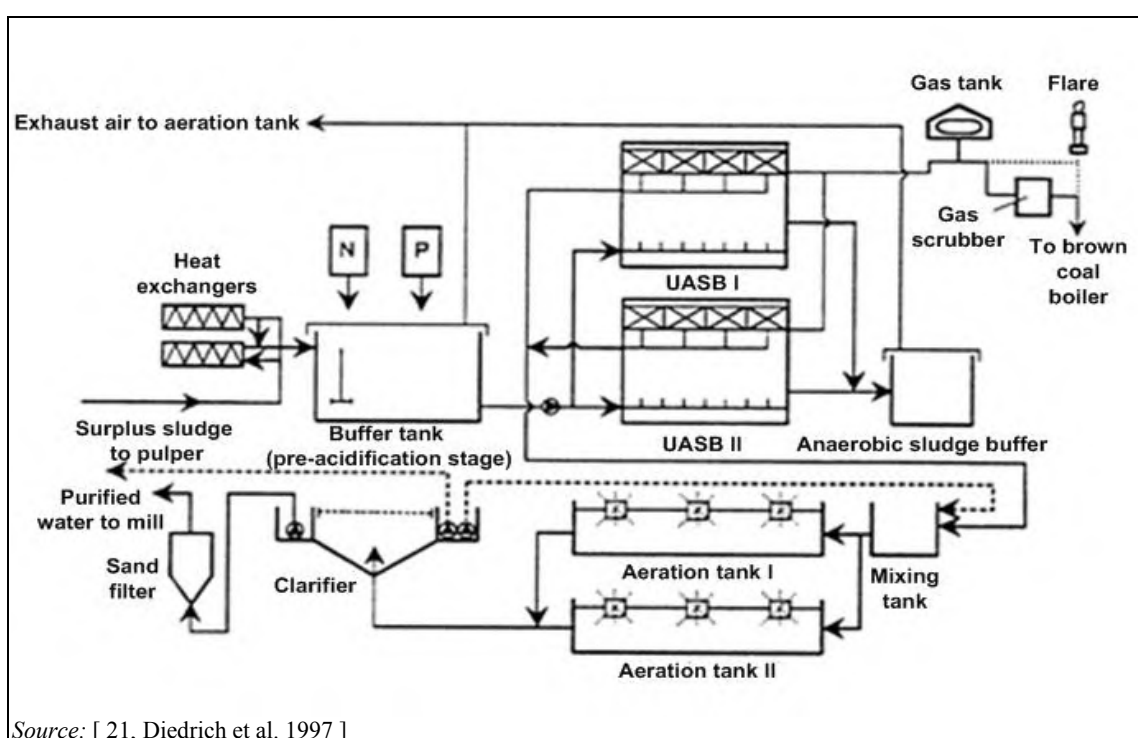 Gas tank
Flare
Exhaust air to aeration tank
N
P
Gas
scrubber
To brown
coal
boiler
Heat
exchangers
UASB I
Surplus sludge
to pulper
Buffer tank
(pre-acidification stage)
UASB II
Anaerobic sludge buffer
Purified
water to mill
Sand
filter
Clarifier
Aeration tank I
Mixing
tank
Aeration tank II
Source: [ 21, Diedrich et al. 1997 ]